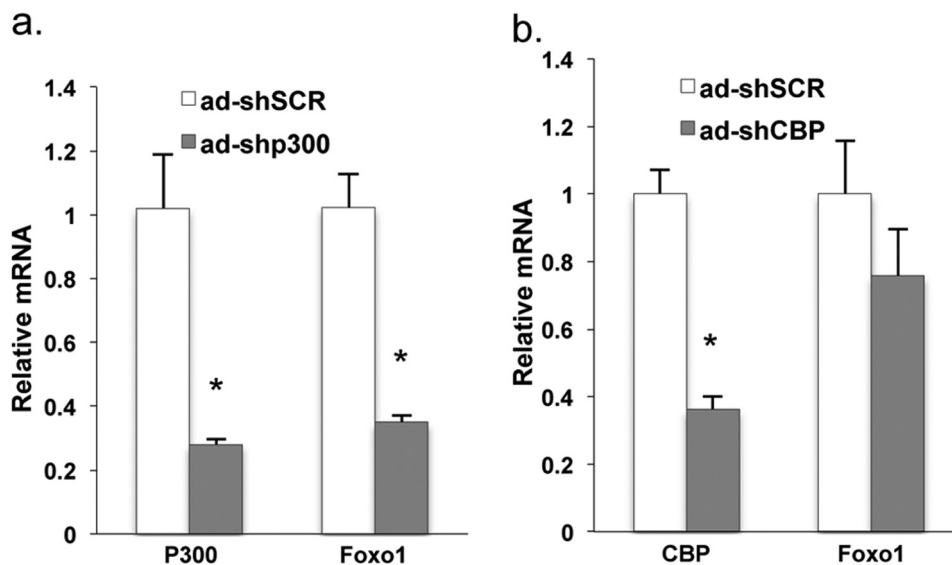 a.
Relative mRNA
1.4
1.2
1
0.8
0.6
0.4
0.2
0
ad-shSCR
ad-shp300
*
*
P300
Foxo1
b.
Relative mRNA
1.4
1.2
1
0.8
0.6
0.4
0.2
0
ad-shSCR
ad-shCBP
*
CBP
Foxo1